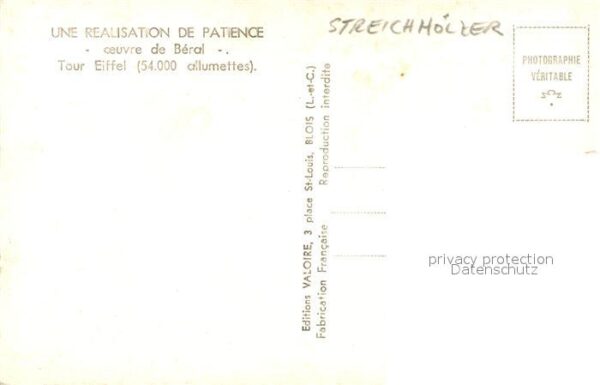 UNE REALISATION DE PATIENCE
- œuvre de Béral -.
Tour Eiffel (54.000 allumettes).
STREICHHÖLZER
PHOTOGRAPHIE
VÉRITABLE
Editions VALOIRE, 3 place St-Louis, BLOIS (L.-et-C.)
Fabrication Française Reproduction interdite
privacy protection
Datenschutz